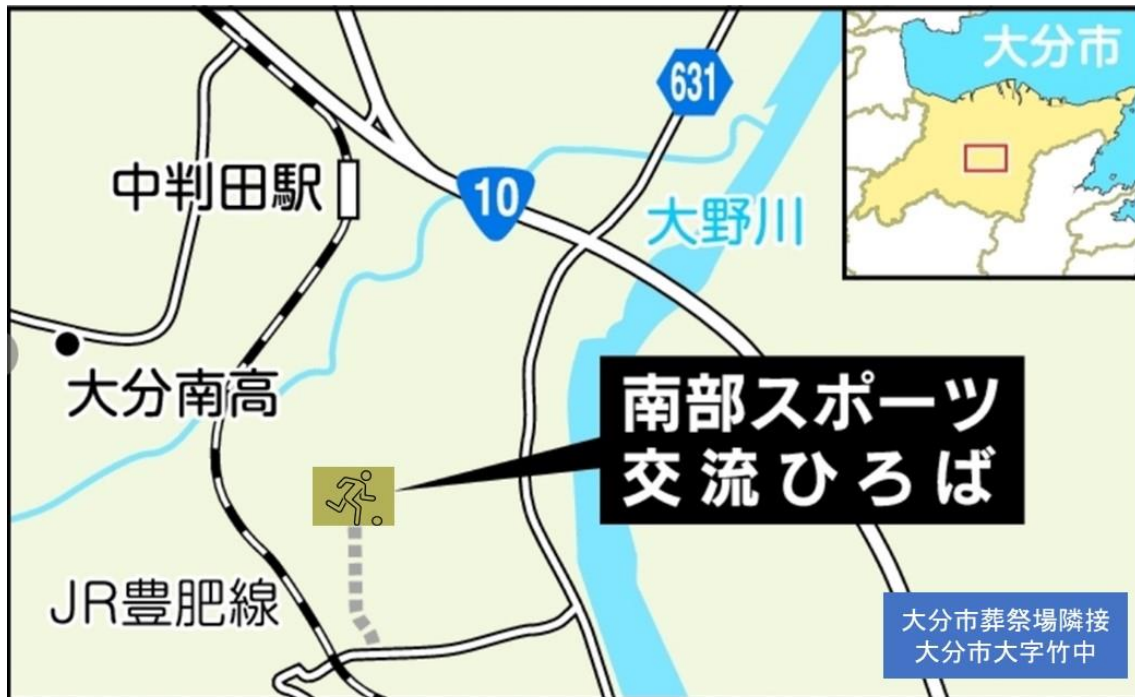 大分市
631
中判田駅
10
大野川
大分南高
南部スポーツ
交流ひろば
JR豊肥線
大分市葬祭場隣接
大分市大字竹中